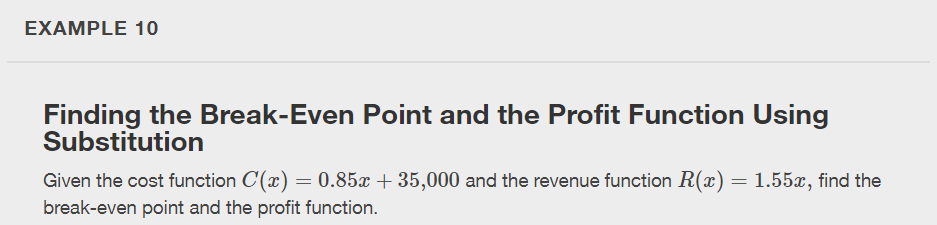 EXAMPLE 10
Finding the Break-Even Point and the Profit Function Using
Substitution
Given the cost function C(x) = 0.85x + 35,000 and the revenue function R(x) = 1.55x, find the
break-even point and the profit function.